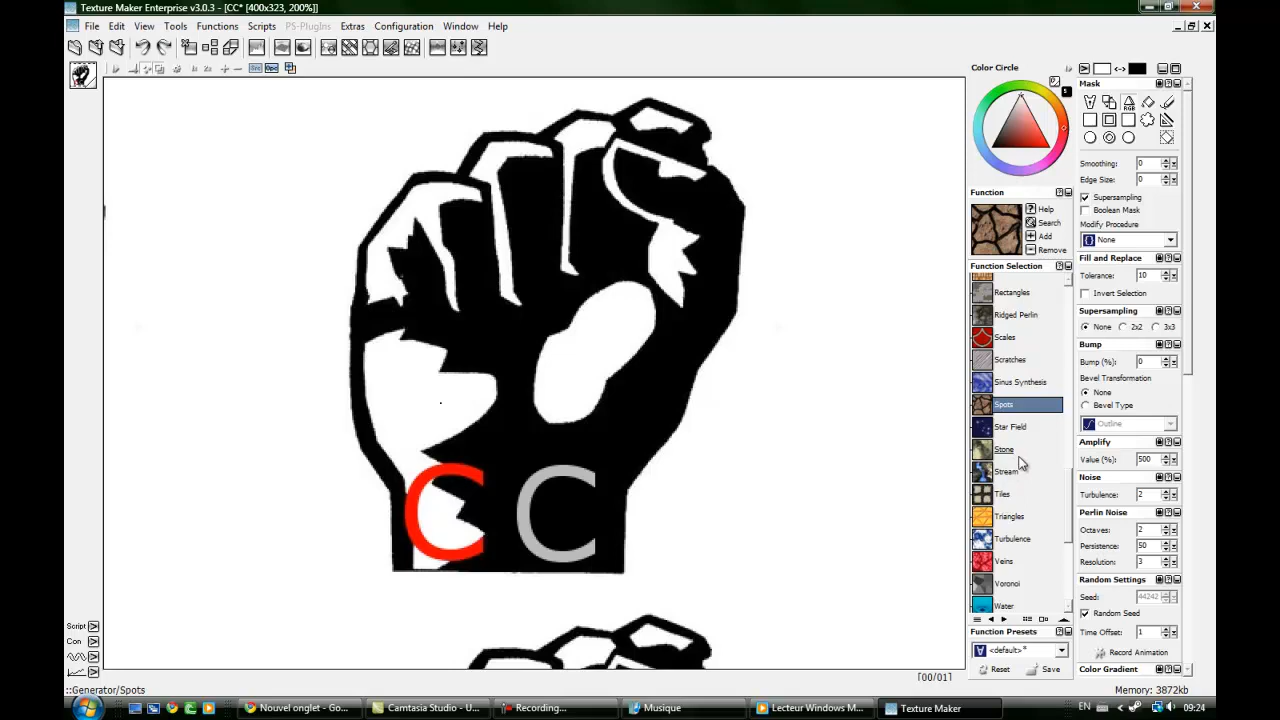 Texture Maker Enterprise v3.0.3 - [CC* [400x323, 200%]]
File Edit View Tools Functions Scripts PS-PlugIns Extras Configuration Window Help
Color Circle
Mask
RGB
Smoothing: 0
Edge Size: 0
Supersampling
Boolean Mask
Modify Procedure
None
Function
Help
Search
Add
Remove
Function Selection
Rectangles
Ridged Perlin
Scales
Scratches
Sinus Synthesis
Spots
Star Field
Stone
Stream
Tiles
Triangles
Turbulence
Veins
Voronoi
Water
Function Presets
<default>*
Reset Save
Fill and Replace
Tolerance: 10
Invert Selection
Supersampling
None 2x2 3x3
Bump
Bump (%): 0
Bevel Transformation
None
Bevel Type
Outline
Amplify
Value (%): 500
Noise
Turbulence: 2
Perlin Noise
Octaves: 2
Persistence: 50
Resolution: 3
Random Settings
Seed: 44242
Random Seed
Time Offset: 1
Record Animation
Color Gradient
C C
Script
Con
[00/01]
::Generator/Spots
Memory: 3872kb
Nouvel onglet - Go...
Camtasia Studio - U...
Recording...
Musique
Lecteur Windows M...
Texture Maker
EN
09:24